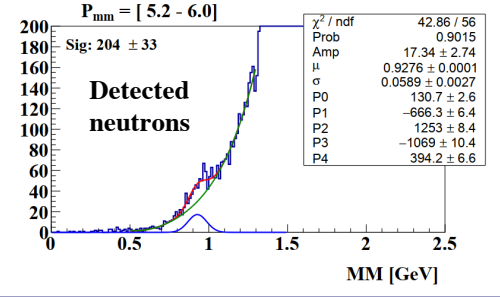 P_mm = [ 5.2 - 6.0]
Sig: 204 ± 33
Detected
neutrons
χ² / ndf 42.86 / 56
Prob 0.9015
Amp 17.34 ± 2.74
μ 0.9276 ± 0.0001
σ 0.0589 ± 0.0027
P0 130.7 ± 2.6
P1 −666.3 ± 6.4
P2 1253 ± 8.4
P3 −1069 ± 10.4
P4 394.2 ± 6.6
200
180
160
140
120
100
80
60
40
20
0
0 0.5 1 1.5 2 2.5
MM [GeV]